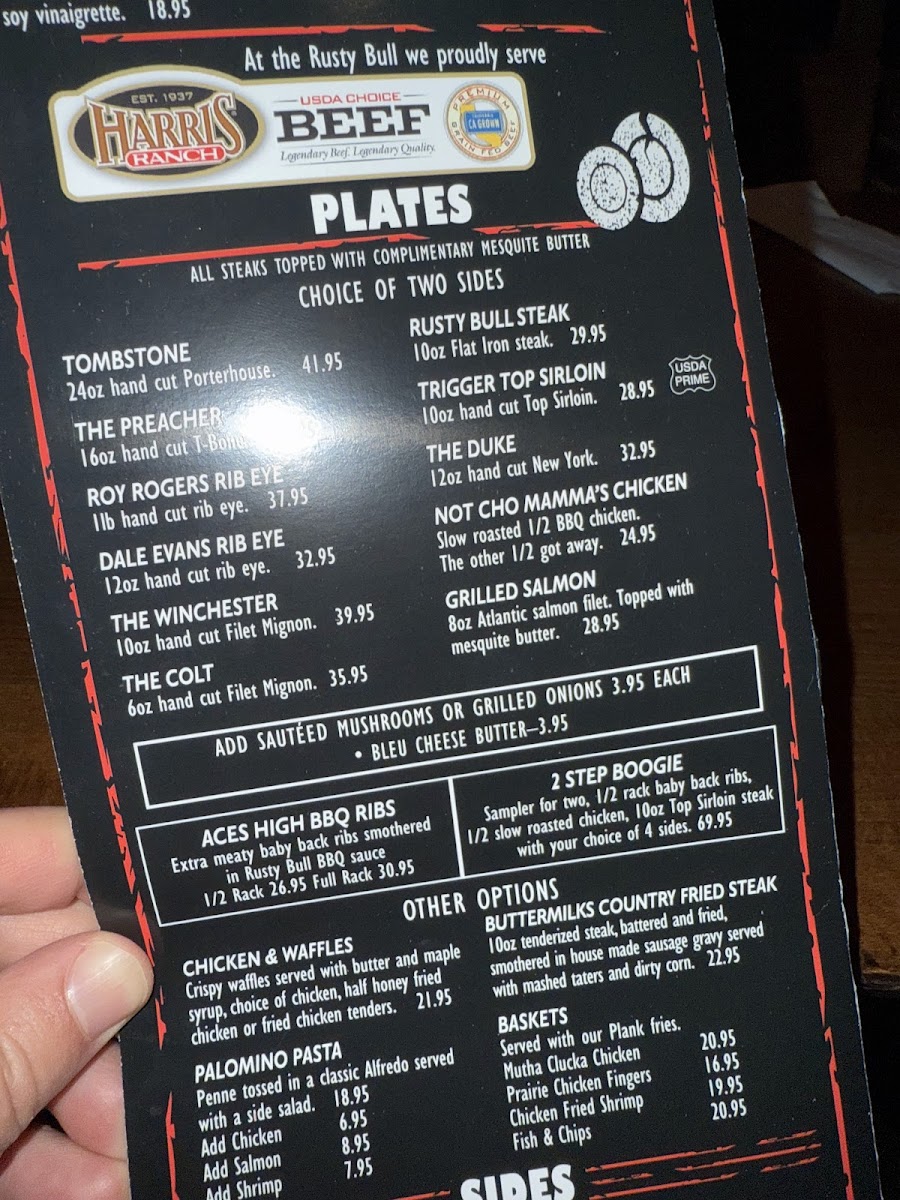 soy vinaigrette. 18.95
At the Rusty Bull we proudly serve
EST. 1937
HARRIS
RANCH
USDA CHOICE
BEEF
Legendary Beef. Legendary Quality.
PREMIUM
CA GROWN
GRAIN FED BEEF
PLATES
ALL STEAKS TOPPED WITH COMPLIMENTARY MESQUITE BUTTER
CHOICE OF TWO SIDES
TOMBSTONE
24oz hand cut Porterhouse. 41.95
THE PREACHER
16oz hand cut
ROY ROGERS RIB EYE
1lb hand cut rib eye. 37.95
DALE EVANS RIB EYE
12oz hand cut rib eye. 32.95
THE WINCHESTER
10oz hand cut Filet Mignon. 39.95
THE COLT
6oz hand cut Filet Mignon. 35.95
RUSTY BULL STEAK
10oz Flat Iron steak. 29.95
TRIGGER TOP SIRLOIN
10oz hand cut Top Sirloin. 28.95
USDA
PRIME
THE DUKE
12oz hand cut New York. 32.95
NOT CHO MAMMA'S CHICKEN
Slow roasted 1/2 BBQ chicken.
The other 1/2 got away. 24.95
GRILLED SALMON
8oz Atlantic salmon filet. Topped with
mesquite butter. 28.95
ADD SAUTÉED MUSHROOMS OR GRILLED ONIONS 3.95 EACH
• BLEU CHEESE BUTTER—3.95
ACES HIGH BBQ RIBS
Extra meaty baby back ribs smothered
in Rusty Bull BBQ sauce
1/2 Rack 26.95 Full Rack 30.95
2 STEP BOOGIE
Sampler for two, 1/2 rack baby back ribs,
1/2 slow roasted chicken, 10oz Top Sirloin steak
with your choice of 4 sides. 69.95
OTHER OPTIONS
CHICKEN & WAFFLES
Crispy waffles served with butter and maple
syrup, choice of chicken, half honey fried
chicken or fried chicken tenders. 21.95
PALOMINO PASTA
Penne tossed in a classic Alfredo served
with a side salad. 18.95
Add Chicken 6.95
Add Salmon 8.95
Add Shrimp 7.95
BUTTERMILKS COUNTRY FRIED STEAK
10oz tenderized steak, battered and fried,
smothered in house made sausage gravy served
with mashed taters and dirty corn. 22.95
BASKETS
Served with our Plank fries.
Mutha Clucka Chicken 20.95
Prairie Chicken Fingers 16.95
Chicken Fried Shrimp 19.95
Fish & Chips 20.95
SIDES